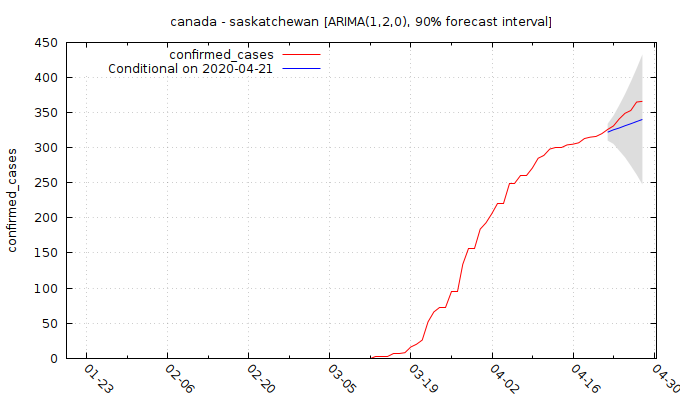 canada - saskatchewan [ARIMA(1,2,0), 90% forecast interval]
confirmed_cases
Conditional on 2020-04-21
confirmed_cases
450
400
350
300
250
200
150
100
50
0
01-23 02-06 02-20 03-05 03-19 04-02 04-16 04-30